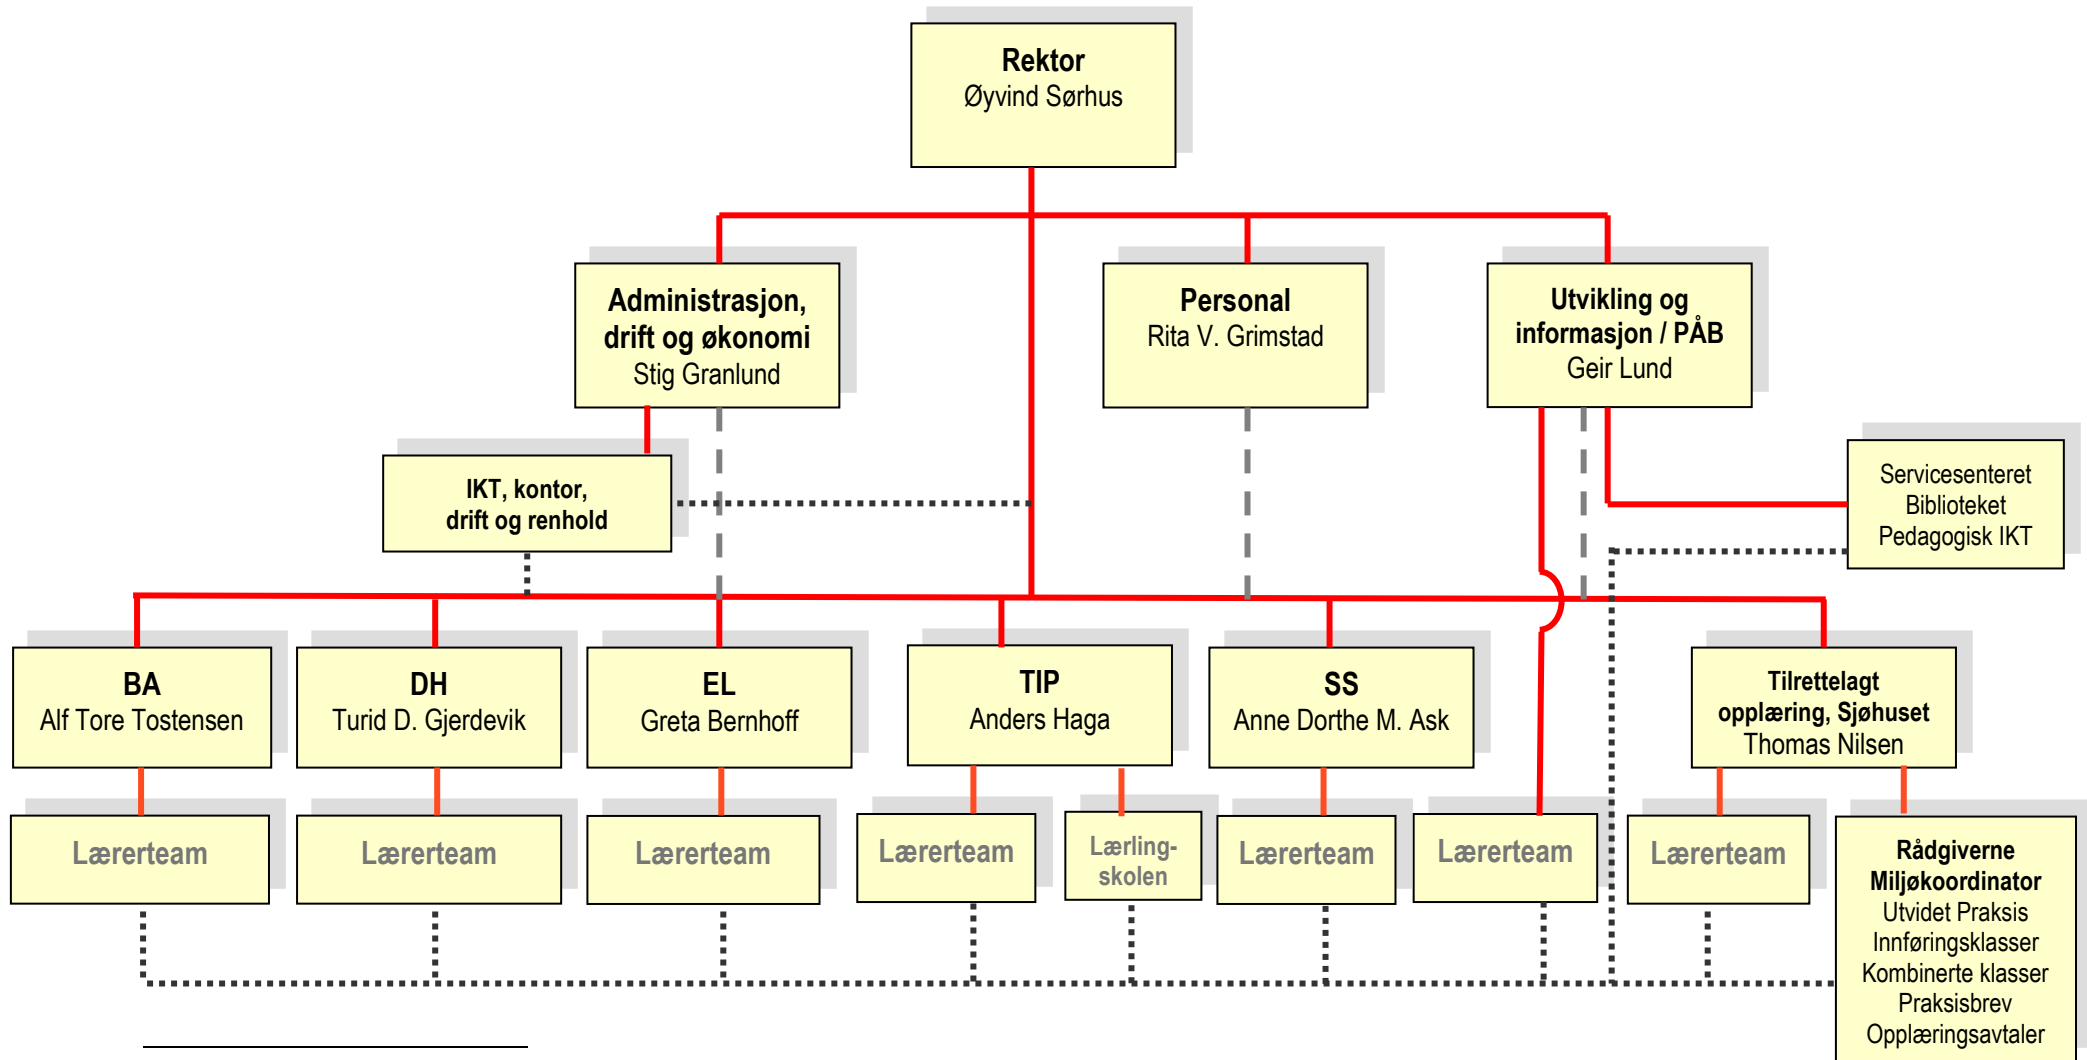 Rektor
Øyvind Sørhus
Administrasjon,
drift og økonomi
Stig Granlund
Personal
Rita V. Grimstad
Utvikling og
informasjon / PÅB
Geir Lund
IKT, kontor,
drift og renhold
Servicesenteret
Biblioteket
Pedagogisk IKT
BA
Alf Tore Tostensen
DH
Turid D. Gjerdevik
EL
Greta Bernhoff
TIP
Anders Haga
SS
Anne Dorthe M. Ask
Tilrettelagt
opplæring, Sjøhuset
Thomas Nilsen
Lærerteam
Lærerteam
Lærerteam
Lærerteam
Lærling-
skolen
Lærerteam
Lærerteam
Lærerteam
Rådgiverne
Miljøkoordinator
Utvidet Praksis
Innføringsklasser
Kombinerte klasser
Praksisbrev
Opplæringsavtaler